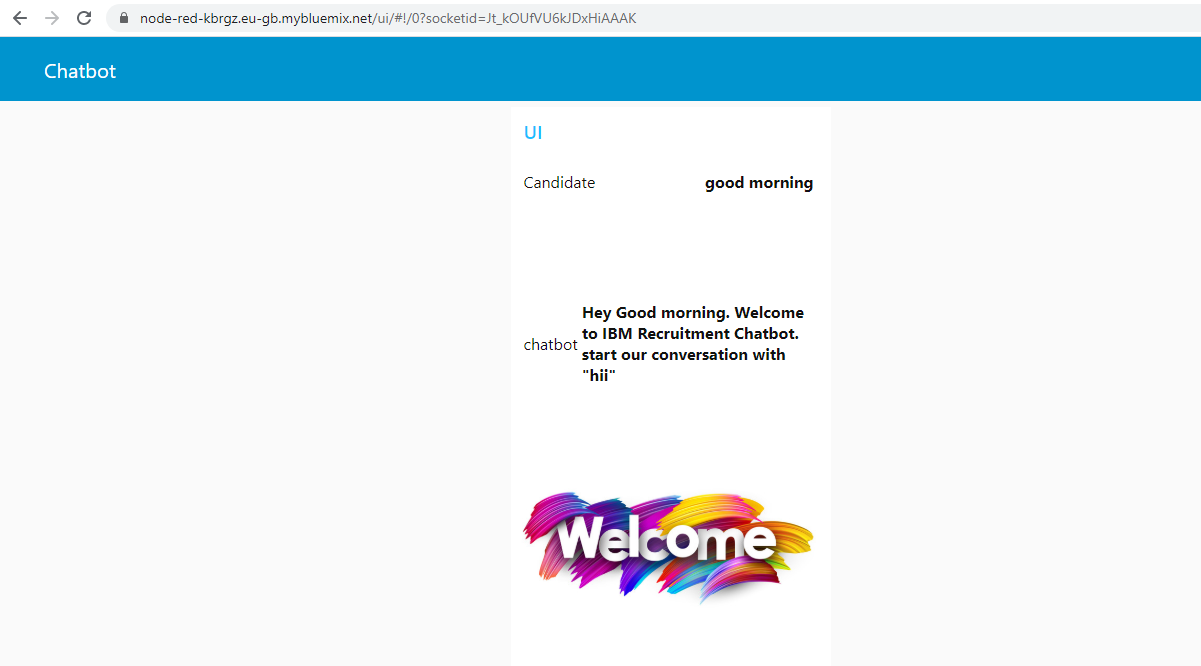 node-red-kbrgz.eu-gb.mybluemix.net/ui/#!/0?socketid=Jt_kOUfVU6kJDxHiAAAK
Chatbot
UI
Candidate good morning
chatbot
Hey Good morning. Welcome
to IBM Recruitment Chatbot.
start our conversation with
"hii"
Welcome